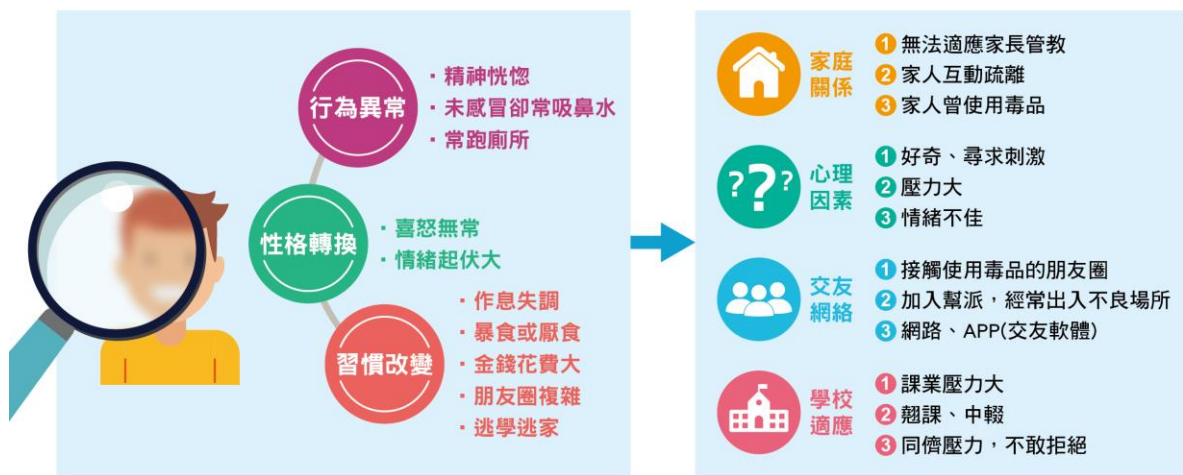 行為異常
・精神恍惚
・未感冒卻常吸鼻水
・常跑廁所
性格轉換
・喜怒無常
・情緒起伏大
習慣改變
・作息失調
・暴食或厭食
・金錢花費大
・朋友圈複雜
・逃學逃家
家庭
關係
1 無法適應家長管教
2 家人互動疏離
3 家人曾使用毒品
???
心理
因素
1 好奇、尋求刺激
2 壓力大
3 情緒不佳
交友
網絡
1 接觸使用毒品的朋友圈
2 加入幫派，經常出入不良場所
3 網路、APP(交友軟體)
學校
適應
1 課業壓力大
2 翹課、中輟
3 同儕壓力，不敢拒絕